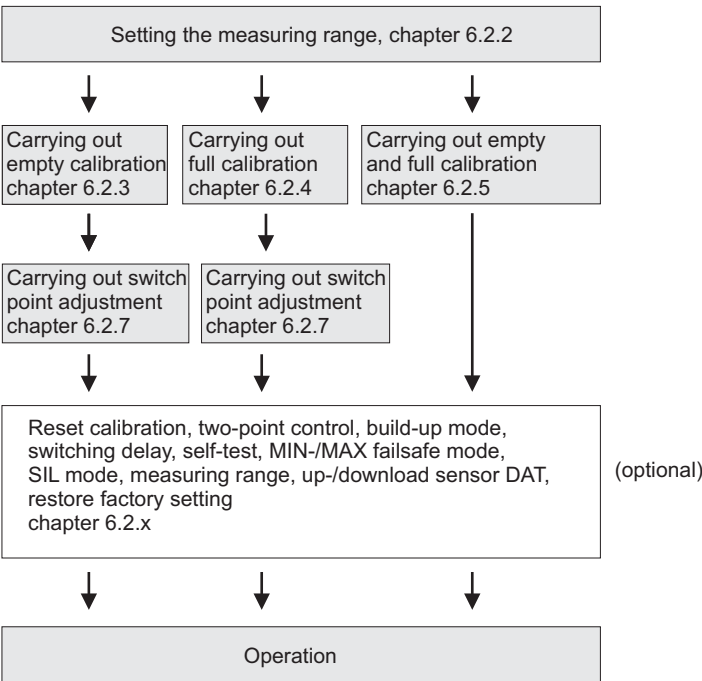 Setting the measuring range, chapter 6.2.2
Carrying out
empty calibration
chapter 6.2.3
Carrying out
full calibration
chapter 6.2.4
Carrying out empty
and full calibration
chapter 6.2.5
Carrying out switch
point adjustment
chapter 6.2.7
Carrying out switch
point adjustment
chapter 6.2.7
Reset calibration, two-point control, build-up mode,
switching delay, self-test, MIN-/MAX failsafe mode,
SIL mode, measuring range, up-/download sensor DAT,
restore factory setting
chapter 6.2.x
(optional)
Operation